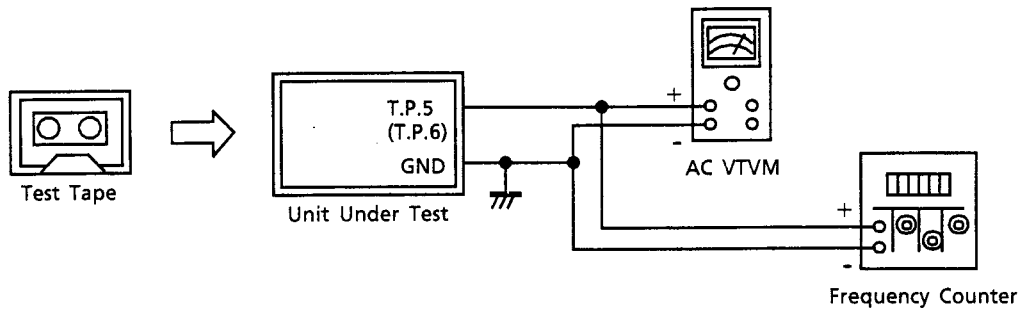 Test Tape
T.P.5
(T.P.6)
GND
Unit Under Test
+
-
AC VTVM
+
-
Frequency Counter